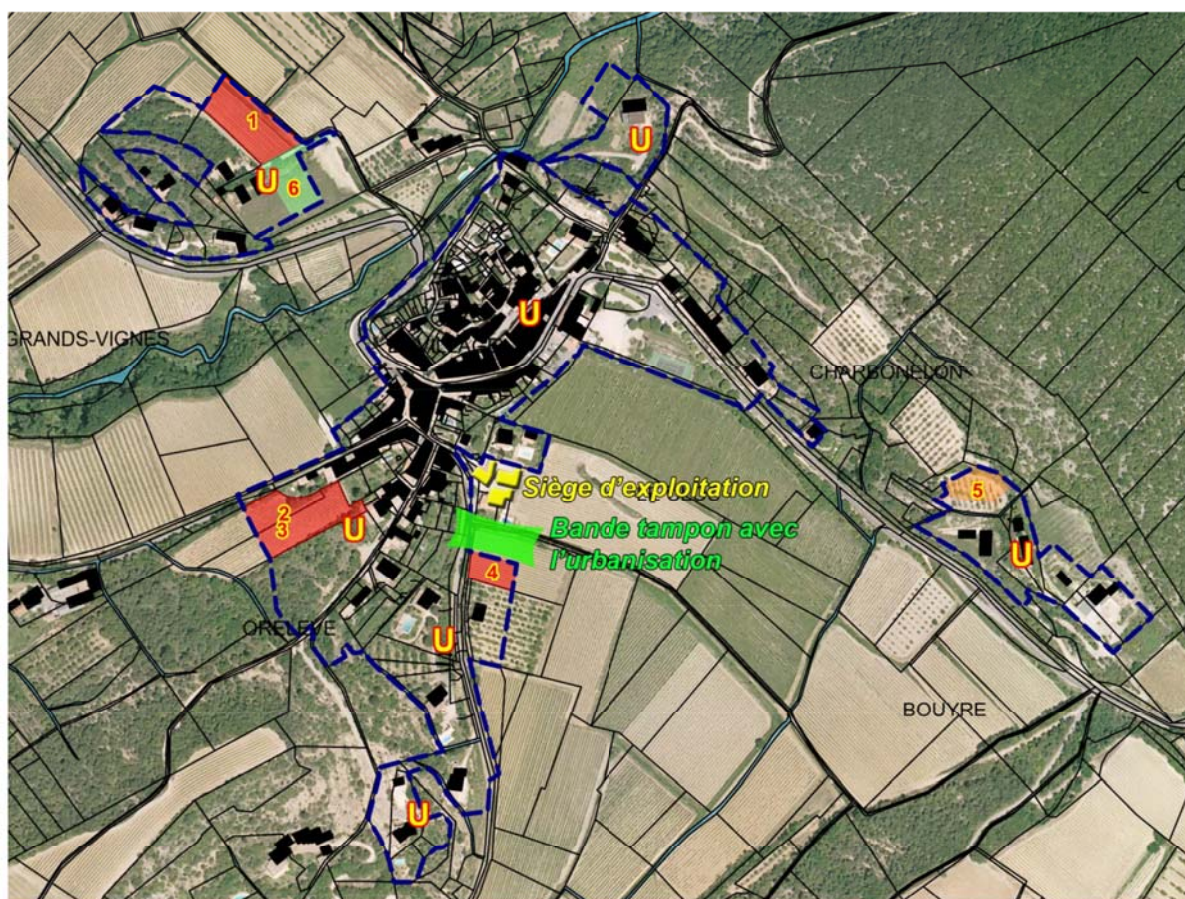 1
U
U
6
U
GRANDS-VIGNES
CHARBONELON
Siège d'exploitation
5
2
3
U
Bande tampon avec
l'urbanisation
U
4
ORELEVE
U
BOUYRE
U